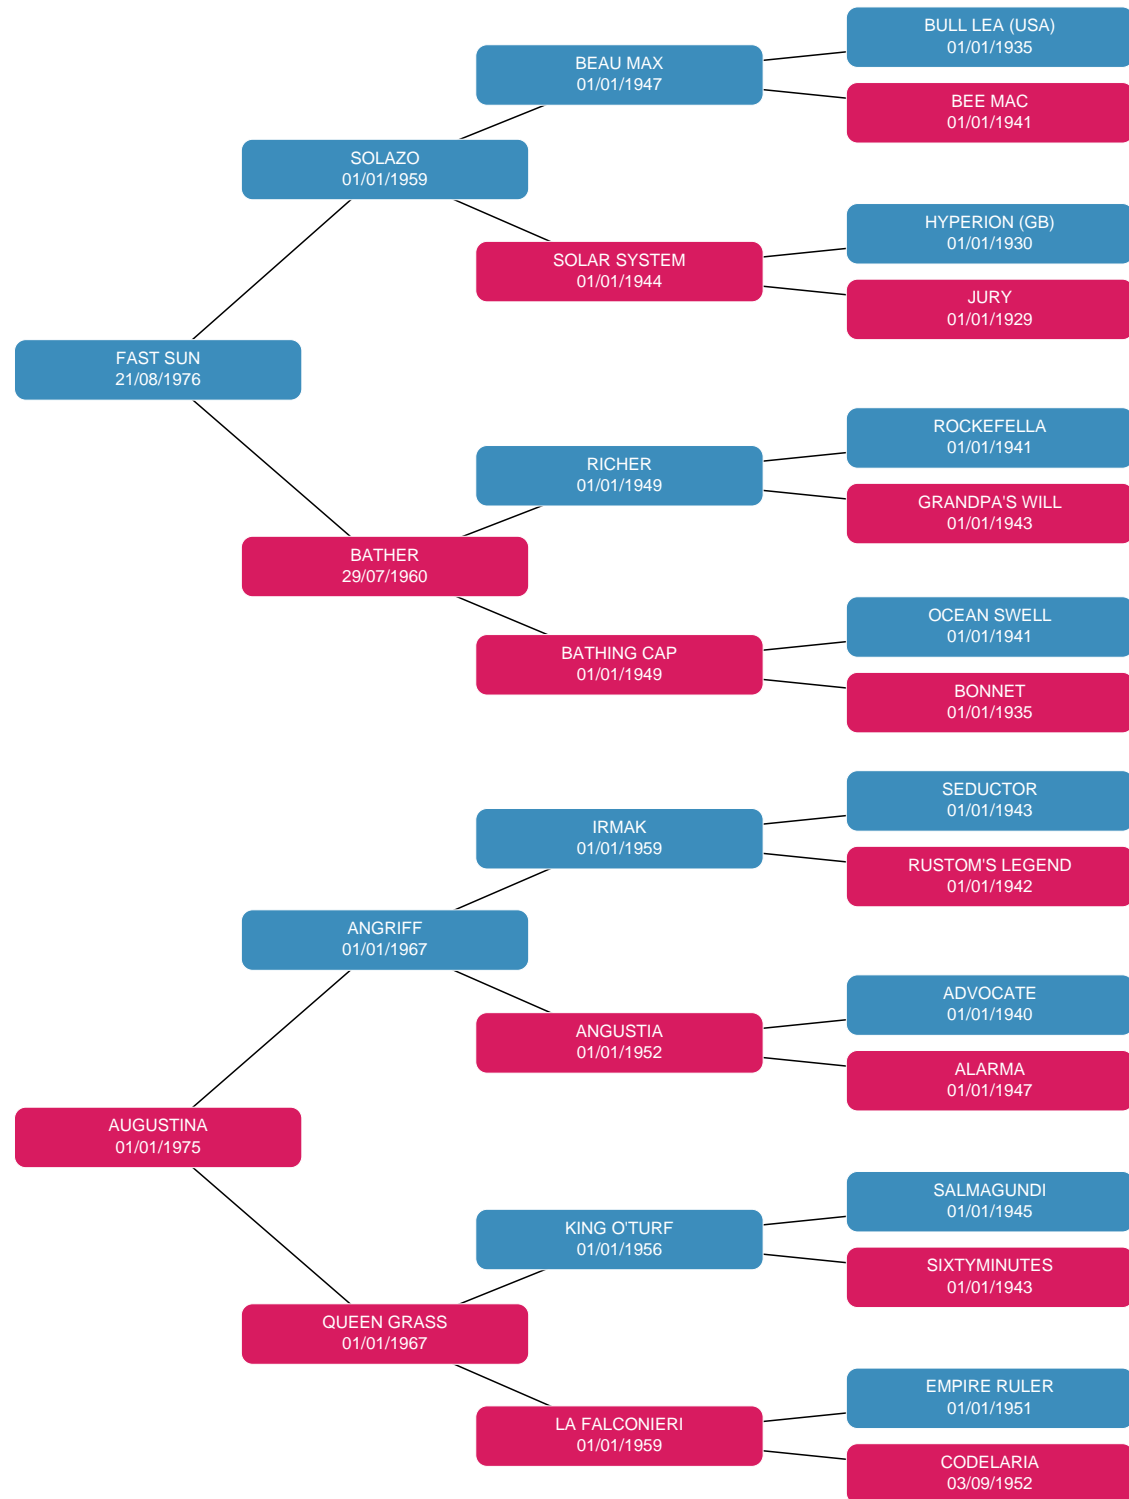 BULL LEA (USA)
01/01/1935
BEAU MAX
01/01/1947
BEE MAC
01/01/1941
SOLAZO
01/01/1959
HYPERION (GB)
01/01/1930
SOLAR SYSTEM
01/01/1944
JURY
01/01/1929
FAST SUN
21/08/1976
ROCKEFELLA
01/01/1941
RICHER
01/01/1949
GRANDPA'S WILL
01/01/1943
BATHER
29/07/1960
OCEAN SWELL
01/01/1941
BATHING CAP
01/01/1949
BONNET
01/01/1935
SEDUCTOR
01/01/1943
IRMAK
01/01/1959
RUSTOM'S LEGEND
01/01/1942
ANGRIFF
01/01/1967
ADVOCATE
01/01/1940
ANGUSTIA
01/01/1952
ALARMA
01/01/1947
AUGUSTINA
01/01/1975
SALMAGUNDI
01/01/1945
KING O'TURF
01/01/1956
SIXTYMINUTES
01/01/1943
QUEEN GRASS
01/01/1967
EMPIRE RULER
01/01/1951
LA FALCONIERI
01/01/1959
CODELARIA
03/09/1952